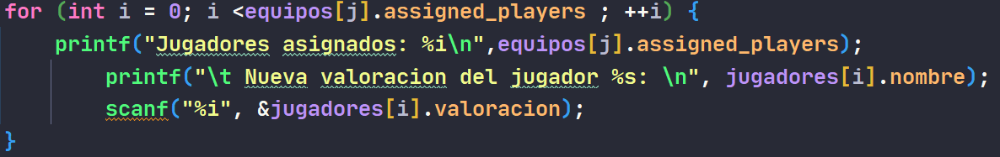 for (int i = 0; i <equipos[j].assigned_players ; ++i) {
    printf("Jugadores asignados: %i\n",equipos[j].assigned_players);
        printf("\t Nueva valoracion del jugador %s: \n", jugadores[i].nombre);
        scanf("%i", &jugadores[i].valoracion);
}